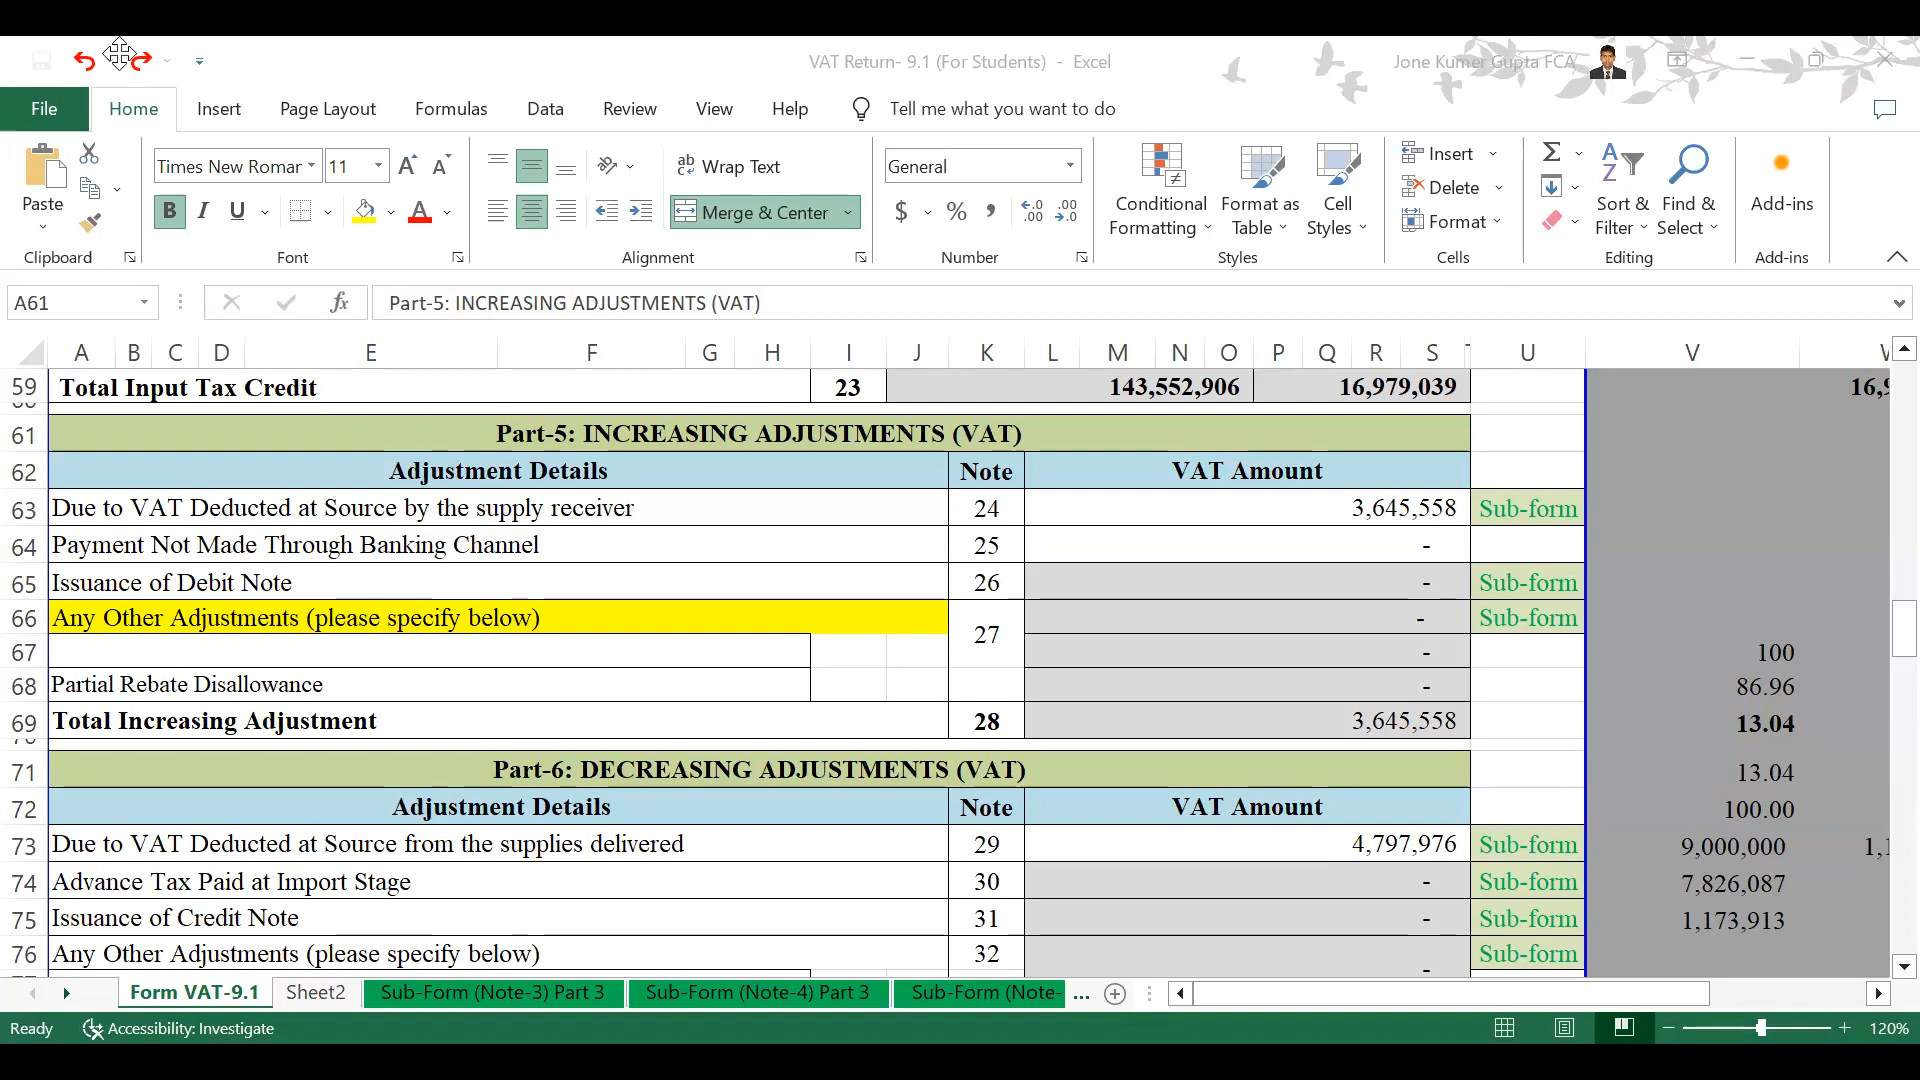 VAT Return- 9.1 (For Students) - Excel
Jone Kumer Gupta FCA
File Home Insert Page Layout Formulas Data Review View Help Tell me what you want to do
Times New Romar 11
Wrap Text
General
Insert
Delete
Format
Paste
B I U
Merge & Center
$ % ,
Conditional Formatting
Format as Table
Cell Styles
Sort & Filter
Find & Select
Add-ins
Clipboard Font Alignment Number Styles Cells Editing Add-ins
A61 fx Part-5: INCREASING ADJUSTMENTS (VAT)
A B C D E F G H I J K L M N O P Q R S U V
59 Total Input Tax Credit 23 143,552,906 16,979,039
61 Part-5: INCREASING ADJUSTMENTS (VAT)
62 Adjustment Details Note VAT Amount
63 Due to VAT Deducted at Source by the supply receiver 24 3,645,558 Sub-form
64 Payment Not Made Through Banking Channel 25 -
65 Issuance of Debit Note 26 - Sub-form
66 Any Other Adjustments (please specify below) 27 - Sub-form
67 - 100
68 Partial Rebate Disallowance - 86.96
69 Total Increasing Adjustment 28 3,645,558 13.04
71 Part-6: DECREASING ADJUSTMENTS (VAT) 13.04
72 Adjustment Details Note VAT Amount 100.00
73 Due to VAT Deducted at Source from the supplies delivered 29 4,797,976 Sub-form 9,000,000
74 Advance Tax Paid at Import Stage 30 - Sub-form 7,826,087
75 Issuance of Credit Note 31 - Sub-form 1,173,913
76 Any Other Adjustments (please specify below) 32 - Sub-form
Form VAT-9.1 Sheet2 Sub-Form (Note-3) Part 3 Sub-Form (Note-4) Part 3 Sub-Form (Note- ...
Ready Accessibility: Investigate 120%